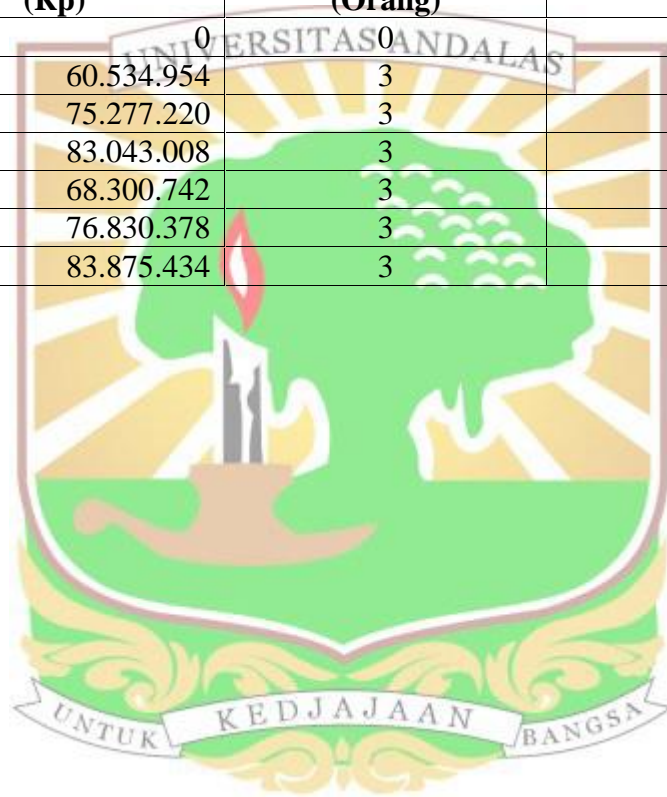 (Rp) (Orang)
0 0
UNIVERSITAS ANDALAS
60.534.954 3
75.277.220 3
83.043.008 3
68.300.742 3
76.830.378 3
83.875.434 3
UNTUK KEDJAJAAN BANGSA